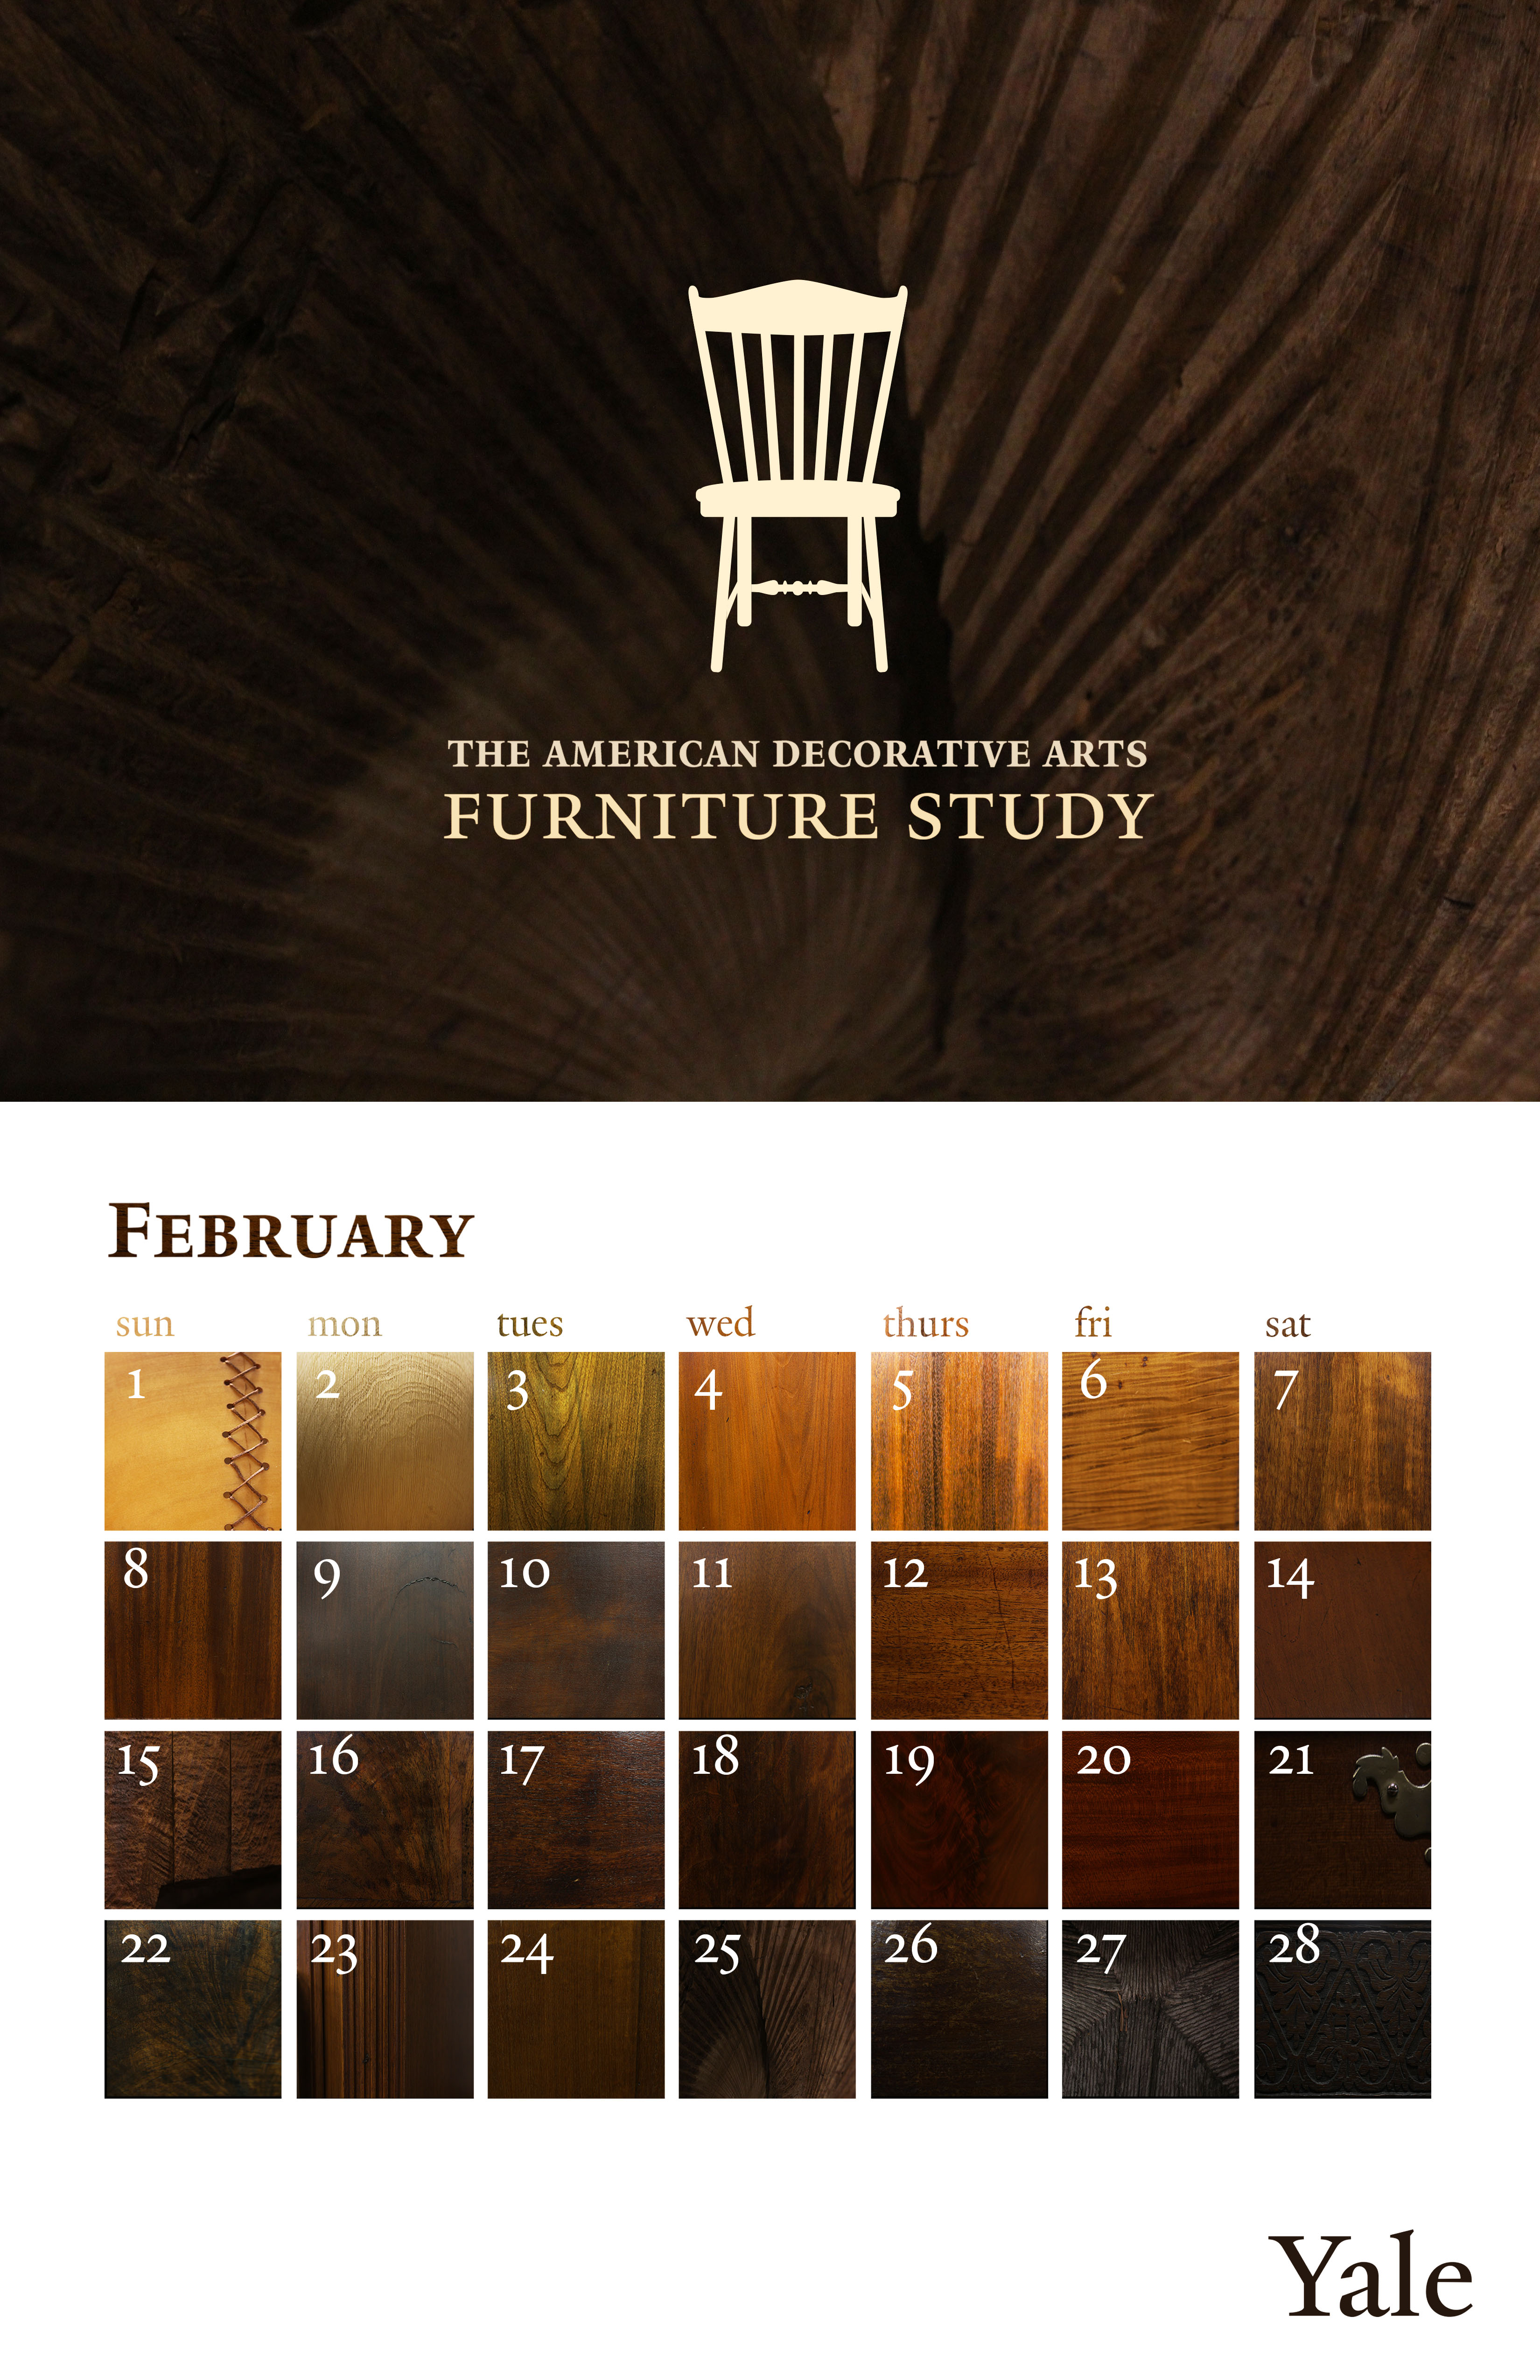 THE AMERICAN DECORATIVE ARTS
FURNITURE STUDY
FEBRUARY
sun mon tues wed thurs fri sat
1 2 3 4 5 6 7
8 9 10 11 12 13 14
15 16 17 18 19 20 21
22 23 24 25 26 27 28
Yale